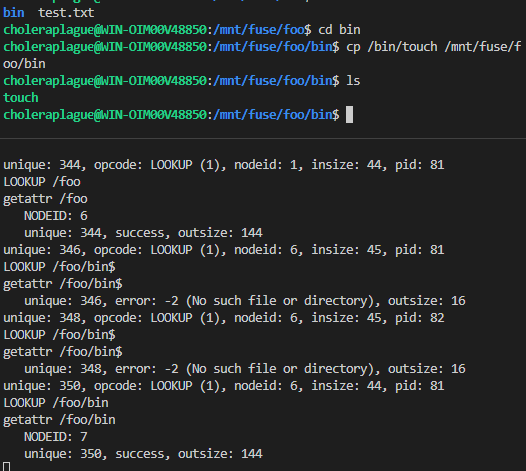 bin  test.txt
choleraplague@WIN-OIM00V48850:/mnt/fuse/foo$ cd bin
choleraplague@WIN-OIM00V48850:/mnt/fuse/foo/bin$ cp /bin/touch /mnt/fuse/f
oo/bin
choleraplague@WIN-OIM00V48850:/mnt/fuse/foo/bin$ ls
touch
choleraplague@WIN-OIM00V48850:/mnt/fuse/foo/bin$
unique: 344, opcode: LOOKUP (1), nodeid: 1, insize: 44, pid: 81
LOOKUP /foo
getattr /foo
   NODEID: 6
   unique: 344, success, outsize: 144
unique: 346, opcode: LOOKUP (1), nodeid: 6, insize: 45, pid: 81
LOOKUP /foo/bin$
getattr /foo/bin$
   unique: 346, error: -2 (No such file or directory), outsize: 16
unique: 348, opcode: LOOKUP (1), nodeid: 6, insize: 45, pid: 82
LOOKUP /foo/bin$
getattr /foo/bin$
   unique: 348, error: -2 (No such file or directory), outsize: 16
unique: 350, opcode: LOOKUP (1), nodeid: 6, insize: 44, pid: 81
LOOKUP /foo/bin
getattr /foo/bin
   NODEID: 7
   unique: 350, success, outsize: 144